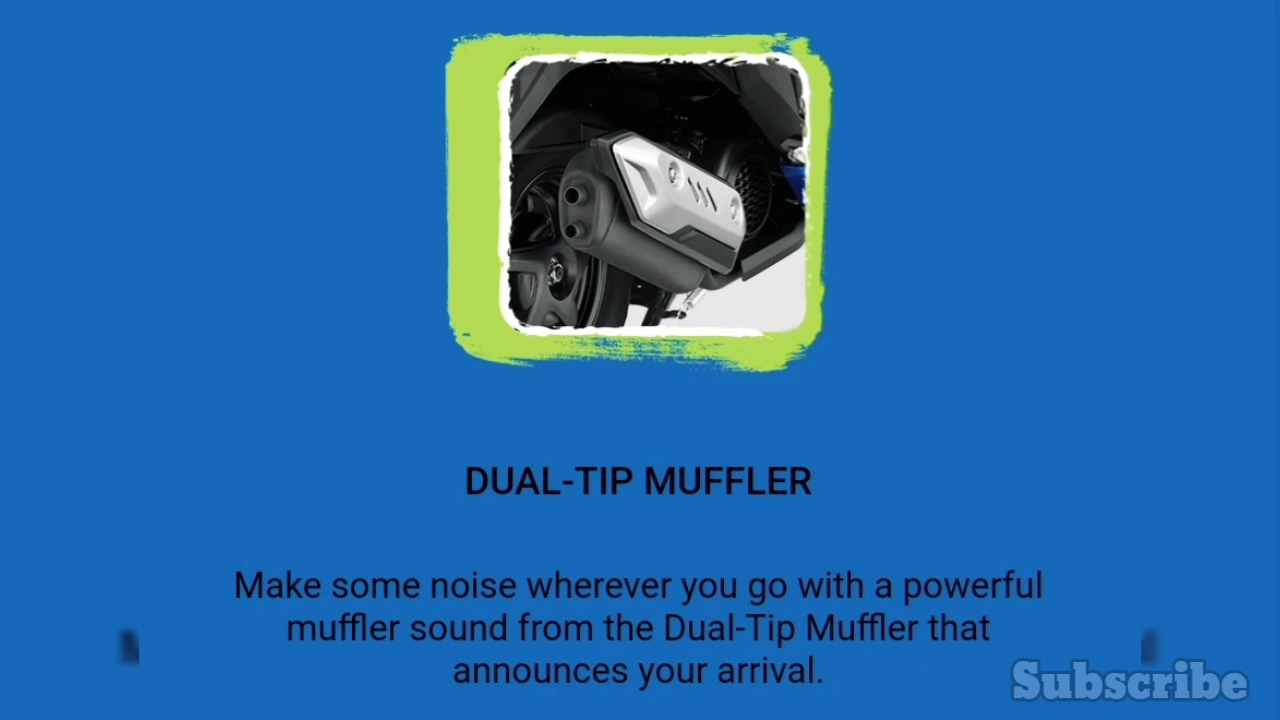 DUAL-TIP MUFFLER
Make some noise wherever you go with a powerful
muffler sound from the Dual-Tip Muffler that
announces your arrival.
Subscribe